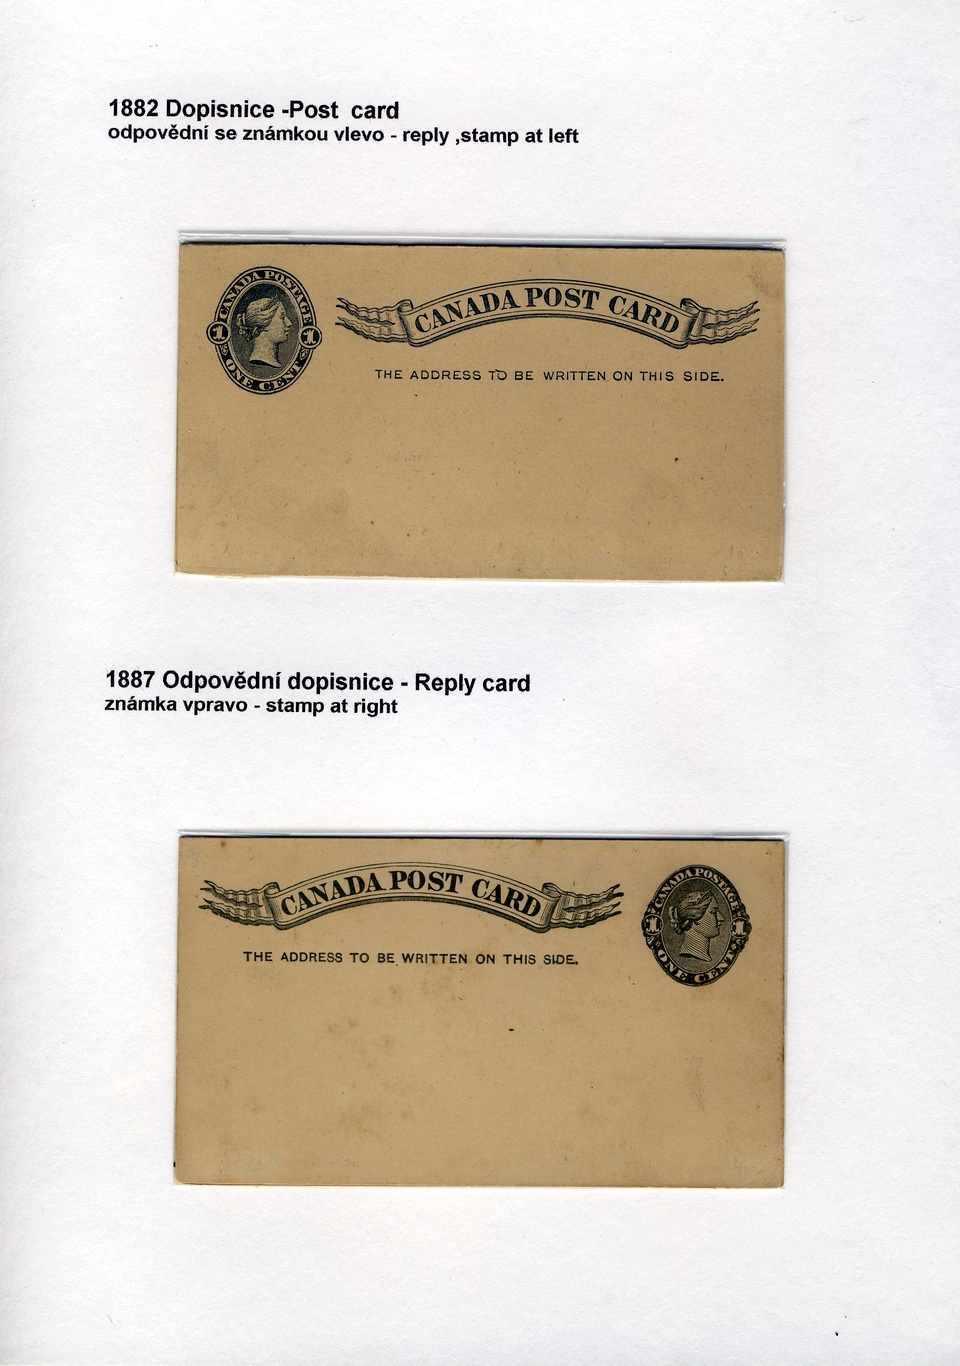 1882 Dopisnice -Post card
odpovědní se známkou vlevo - reply ,stamp at left
CANADA POSTAGE
1 1
ONE CENT
CANADA POST CARD
THE ADDRESS TO BE WRITTEN ON THIS SIDE.
1887 Odpovědní dopisnice - Reply card
známka vpravo - stamp at right
CANADA POST CARD
CANADA POSTAGE
1 1
ONE CENT
THE ADDRESS TO BE WRITTEN ON THIS SIDE.